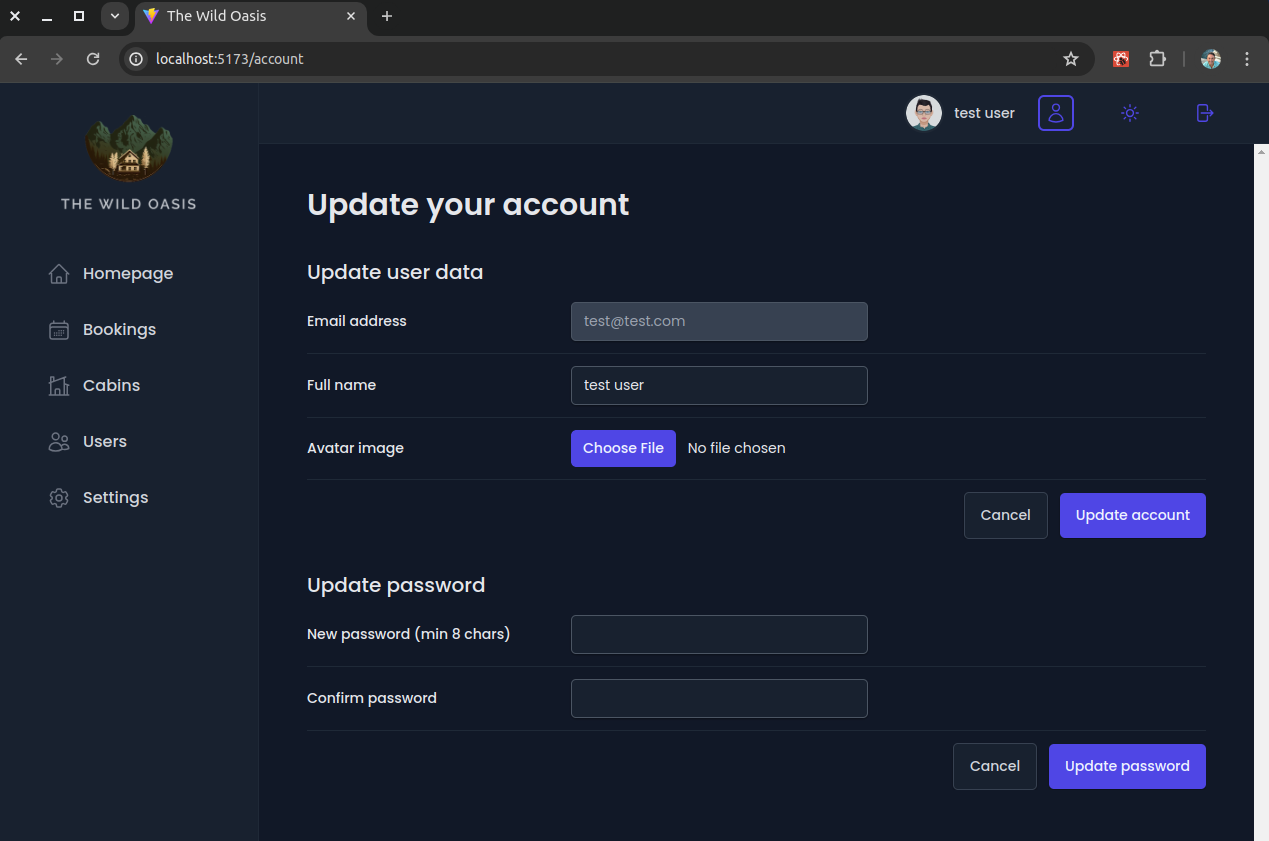 The Wild Oasis
localhost:5173/account
test user
THE WILD OASIS
Homepage
Bookings
Cabins
Users
Settings
Update your account
Update user data
Email address
test@test.com
Full name
test user
Avatar image
Choose File No file chosen
Cancel
Update account
Update password
New password (min 8 chars)
Confirm password
Cancel
Update password